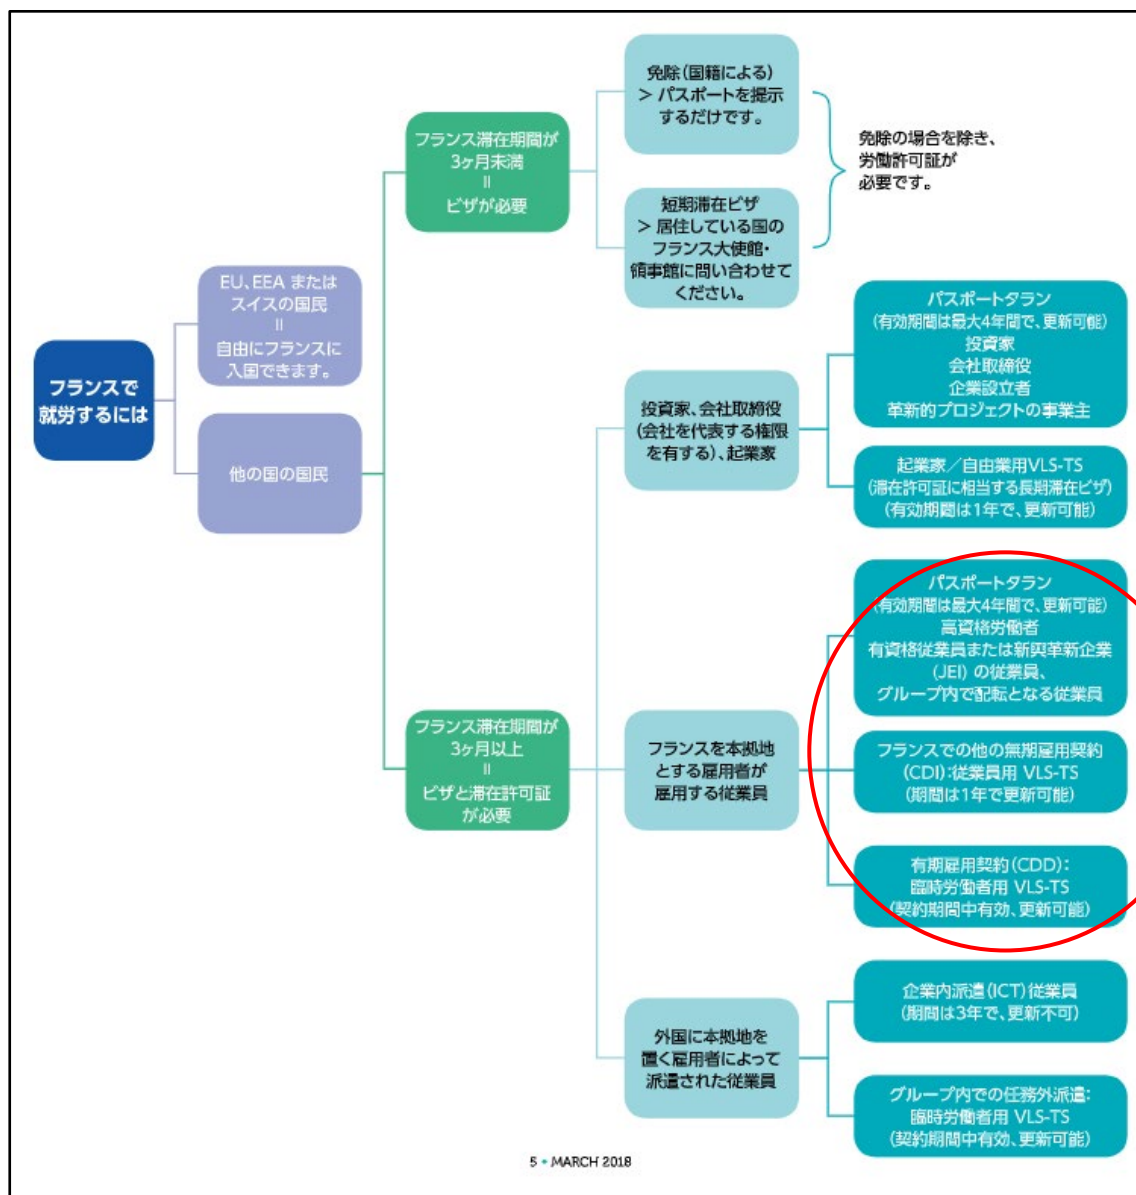 フランスで
就労するには
EU、EEA または
スイスの国民
=
自由にフランスに
入国できます。
他の国の国民
フランス滞在期間が
3ヶ月未満
=
ビザが必要
免除(国籍による)
> パスポートを提示
するだけです。
短期滞在ビザ
> 居住している国の
フランス大使館・
領事館に問い合わせて
ください。
免除の場合を除き、
労働許可証が
必要です。
フランス滞在期間が
3ヶ月以上
=
ビザと滞在許可証
が必要
投資家、会社取締役
(会社を代表する権限
を有する)、起業家
パスポートタラン
(有効期間は最大4年間で、更新可能)
投資家
会社取締役
企業設立者
革新的プロジェクトの事業主
起業家/自由業用VLS-TS
(滞在許可証に相当する長期滞在ビザ)
(有効期間は1年で、更新可能)
フランスを本拠地
とする雇用者が
雇用する従業員
パスポートタラン
(有効期間は最大4年間で、更新可能)
高資格労働者
有資格従業員または新興革新企業
(JEI) の従業員、
グループ内で配転となる従業員
フランスでの他の無期雇用契約
(CDI):従業員用 VLS-TS
(期間は1年で更新可能)
有期雇用契約(CDD):
臨時労働者用 VLS-TS
(契約期間中有効、更新可能)
外国に本拠地を
置く雇用者によって
派遣された従業員
企業内派遣(ICT)従業員
(期間は3年で、更新不可)
グループ内での任務外派遣:
臨時労働者用 VLS-TS
(契約期間中有効、更新可能)
5 • MARCH 2018